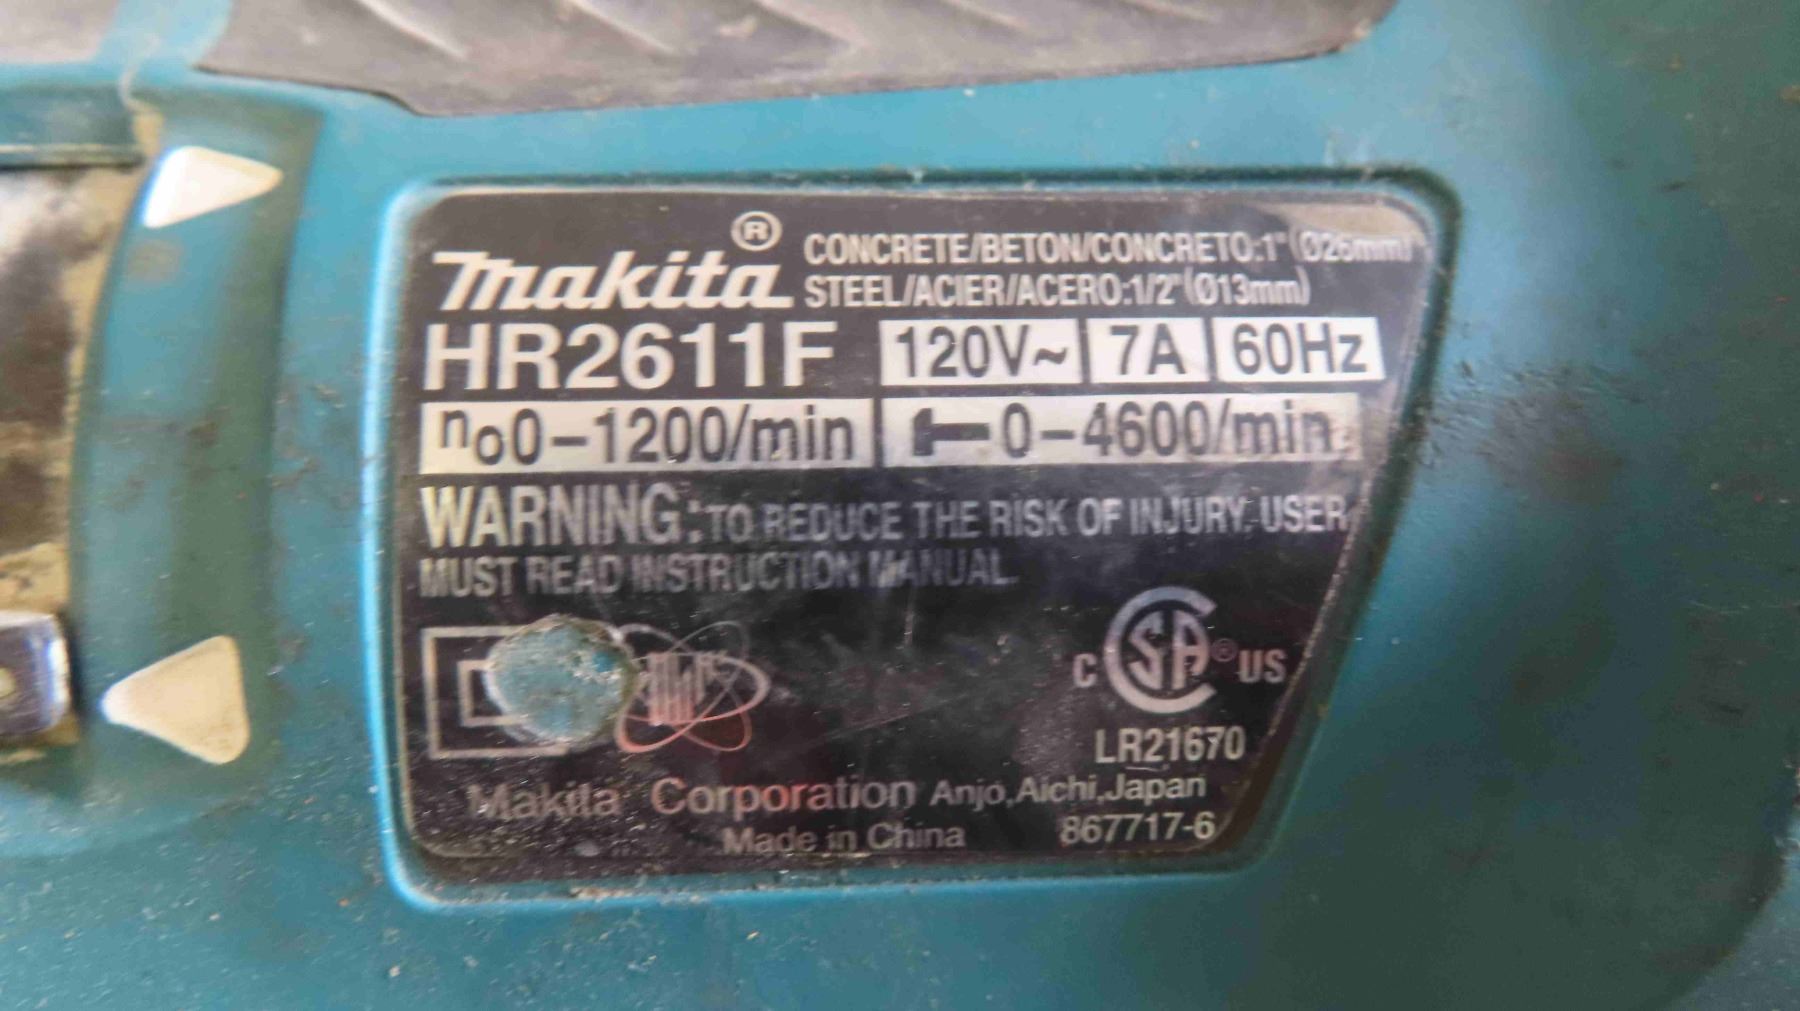 Makita®
CONCRETE/BETON/CONCRETO:1" (Ø26mm)
STEEL/ACIER/ACERO:1/2"(Ø13mm)
HR2611F 120V~ 7A 60Hz
no0-1200/min 0-4600/min
WARNING: TO REDUCE THE RISK OF INJURY, USER
MUST READ INSTRUCTION MANUAL.
C CSA® US
LR21670
Makita Corporation Anjo, Aichi, Japan
Made in China 867717-6